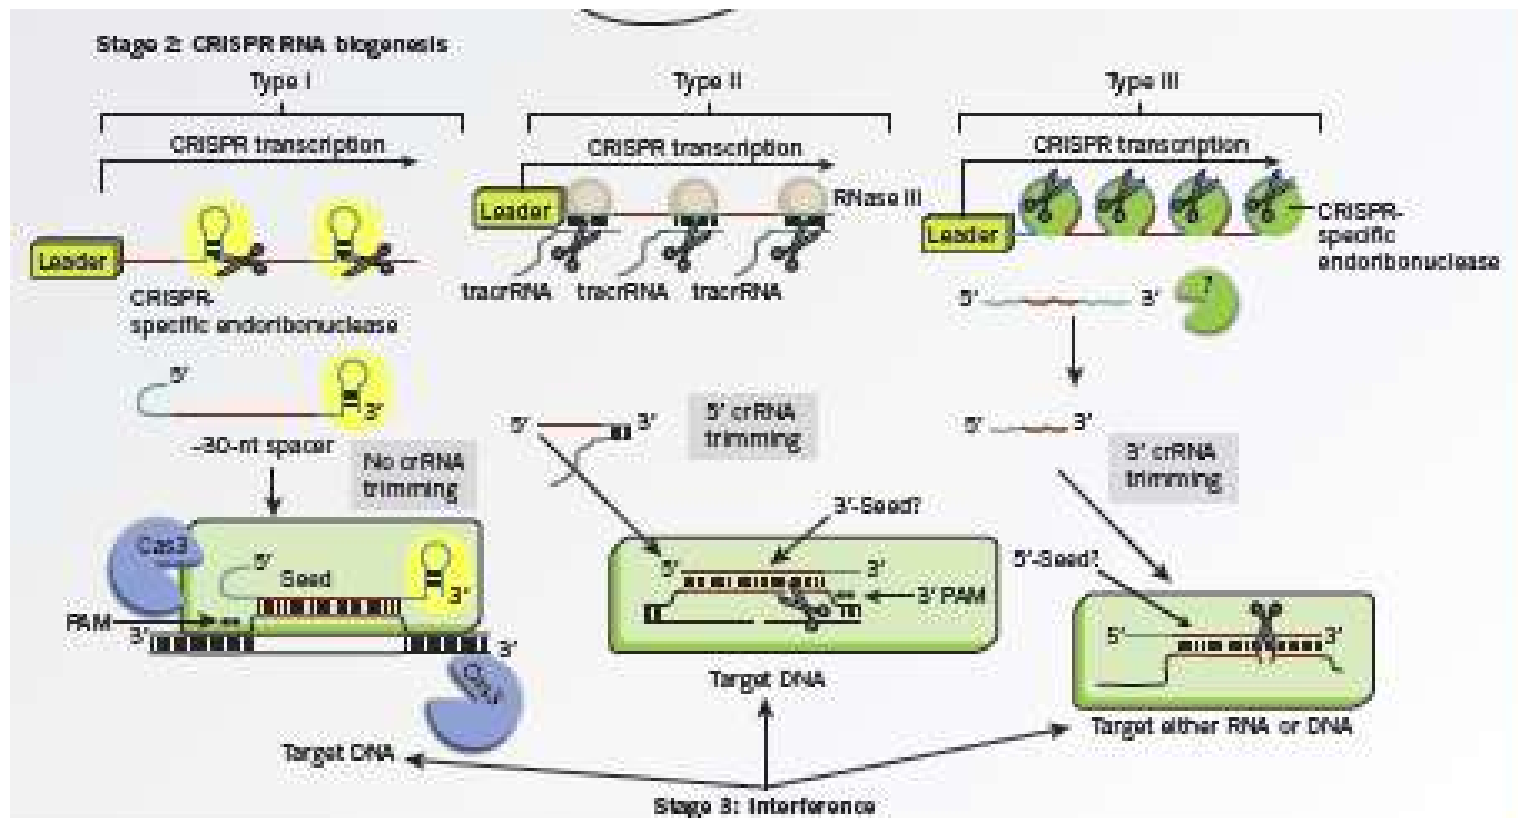 Stage 2: CRISPR RNA biogenesis
Type I
CRISPR transcription
Leader
CRISPR-
specific endoribonuclease
5′
3′
~30-nt spacer
No crRNA
trimming
Cas3
5′
Seed
3′
PAM
3′
3′
Target DNA
Type II
CRISPR transcription
Leader
RNase III
tracrRNA
tracrRNA
tracrRNA
5′
3′
5′ crRNA
trimming
3′-Seed?
5′
3′
3′ PAM
Target DNA
Type III
CRISPR transcription
Leader
CRISPR-
specific
endoribonuclease
5′
3′
?
5′
3′
3′ crRNA
trimming
5′-Seed?
5′
3′
Target either RNA or DNA
Stage 3: Interference